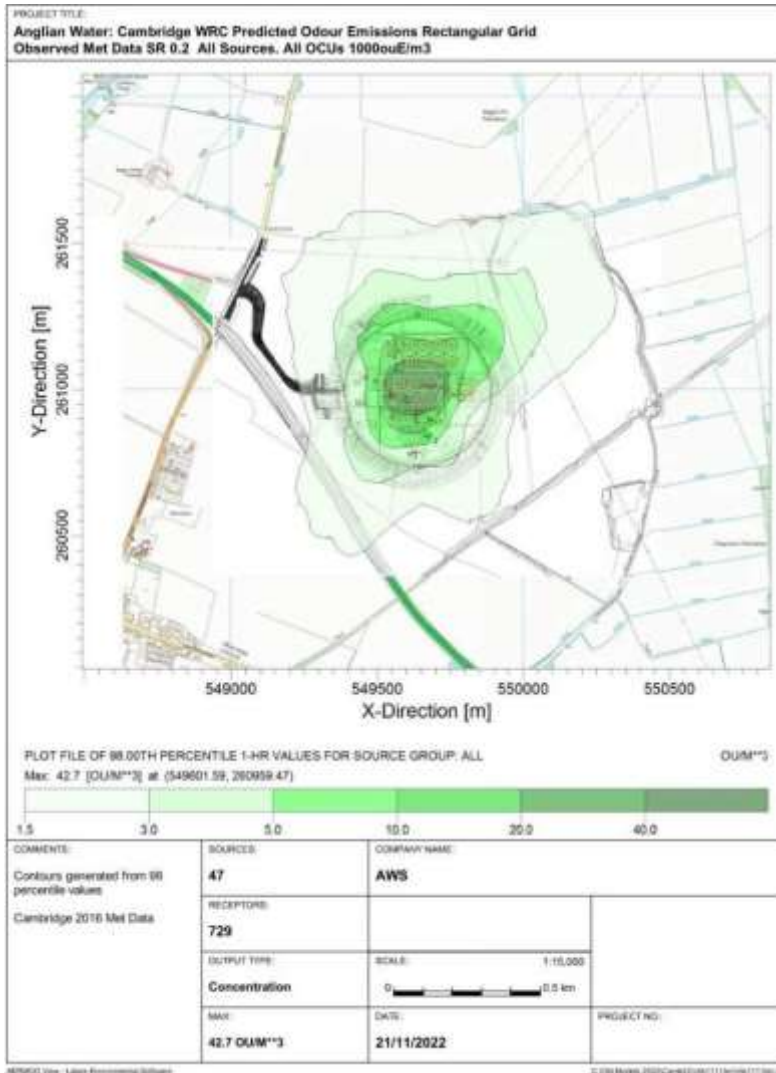 PROJECT TITLE:
Anglian Water: Cambridge WRC Predicted Odour Emissions Rectangular Grid
Observed Met Data SR 0.2 All Sources. All OCUs 1000ouE/m3
Y-Direction [m]
261500
261000
260500
549000
549500
550000
550500
X-Direction [m]
PLOT FILE OF 98.00TH PERCENTILE 1-HR VALUES FOR SOURCE GROUP: ALL
OU/M**3
Max: 42.7 [OU/M**3] at (549601.59, 260959.47)
1.5
3.0
5.0
10.0
20.0
40.0
COMMENTS:
Contours generated from 98
percentile values
Cambridge 2016 Met Data
SOURCES:
47
COMPANY NAME:
AWS
RECEPTORS:
729
OUTPUT TYPE:
Concentration
SCALE:
1:15,000
0
0.5 km
MAX:
42.7 OU/M**3
DATE:
21/11/2022
PROJECT NO.:
AERMOD View - Lakes Environmental Software